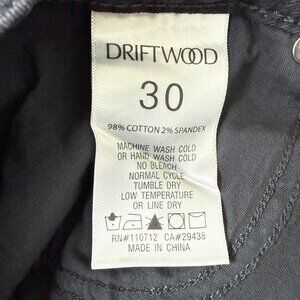 DRIFTWOOD
30
98% COTTON 2% SPANDEX
MACHINE WASH COLD
OR HAND WASH COLD
NO BLEACH
NORMAL CYCLE
TUMBLE DRY
LOW TEMPERATURE
OR LINE DRY
RN#110712 CA#29438
MADE IN CHINA